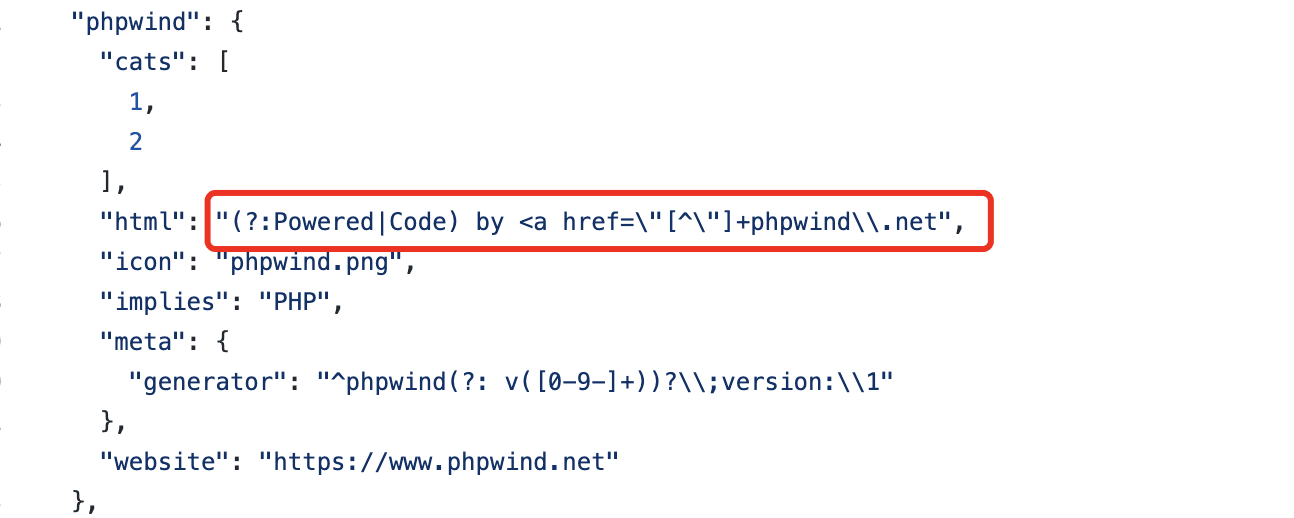 "phpwind": {
"cats": [
1,
2
],
"html": "(?:Powered|Code) by <a href=\"[^\"]+phpwind\\.net",
"icon": "phpwind.png",
"implies": "PHP",
"meta": {
"generator": "^phpwind(?: v([0-9-]+))?\\;version:\\1"
},
"website": "https://www.phpwind.net"
},